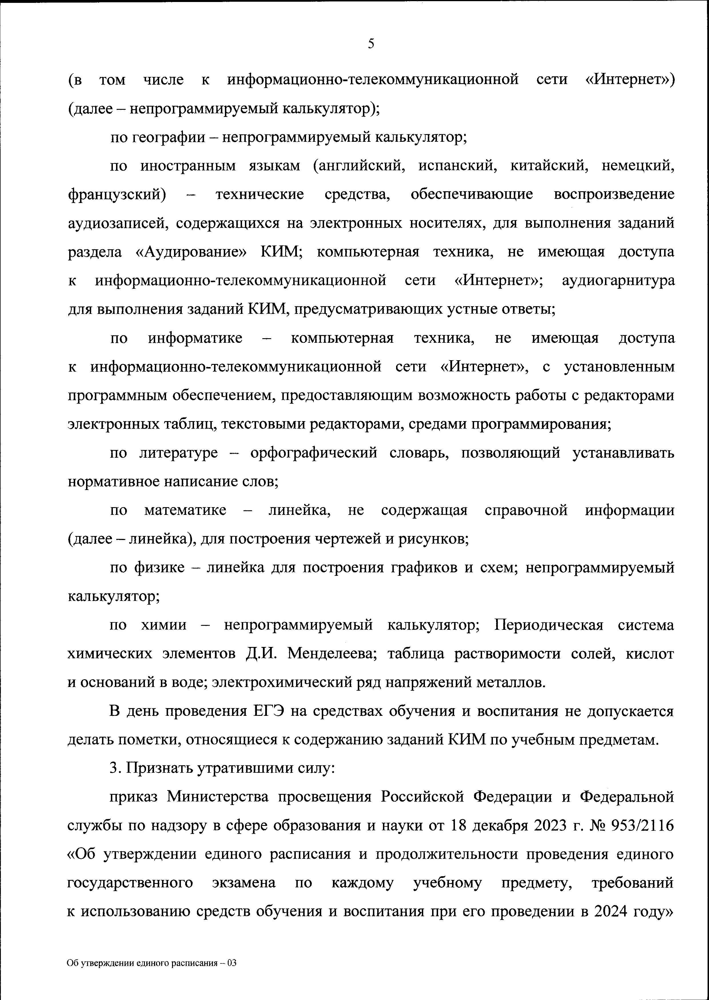 5
(в том числе к информационно-телекоммуникационной сети «Интернет»)
(далее – непрограммируемый калькулятор);
по географии – непрограммируемый калькулятор;
по иностранным языкам (английский, испанский, китайский, немецкий,
французский) – технические средства, обеспечивающие воспроизведение
аудиозаписей, содержащихся на электронных носителях, для выполнения заданий
раздела «Аудирование» КИМ; компьютерная техника, не имеющая доступа
к информационно-телекоммуникационной сети «Интернет»; аудиогарнитура
для выполнения заданий КИМ, предусматривающих устные ответы;
по информатике – компьютерная техника, не имеющая доступа
к информационно-телекоммуникационной сети «Интернет», с установленным
программным обеспечением, предоставляющим возможность работы с редакторами
электронных таблиц, текстовыми редакторами, средами программирования;
по литературе – орфографический словарь, позволяющий устанавливать
нормативное написание слов;
по математике – линейка, не содержащая справочной информации
(далее – линейка), для построения чертежей и рисунков;
по физике – линейка для построения графиков и схем; непрограммируемый
калькулятор;
по химии – непрограммируемый калькулятор; Периодическая система
химических элементов Д.И. Менделеева; таблица растворимости солей, кислот
и оснований в воде; электрохимический ряд напряжений металлов.
В день проведения ЕГЭ на средствах обучения и воспитания не допускается
делать пометки, относящиеся к содержанию заданий КИМ по учебным предметам.
3. Признать утратившими силу:
приказ Министерства просвещения Российской Федерации и Федеральной
службы по надзору в сфере образования и науки от 18 декабря 2023 г. № 953/2116
«Об утверждении единого расписания и продолжительности проведения единого
государственного экзамена по каждому учебному предмету, требований
к использованию средств обучения и воспитания при его проведении в 2024 году»
Об утверждении единого расписания – 03